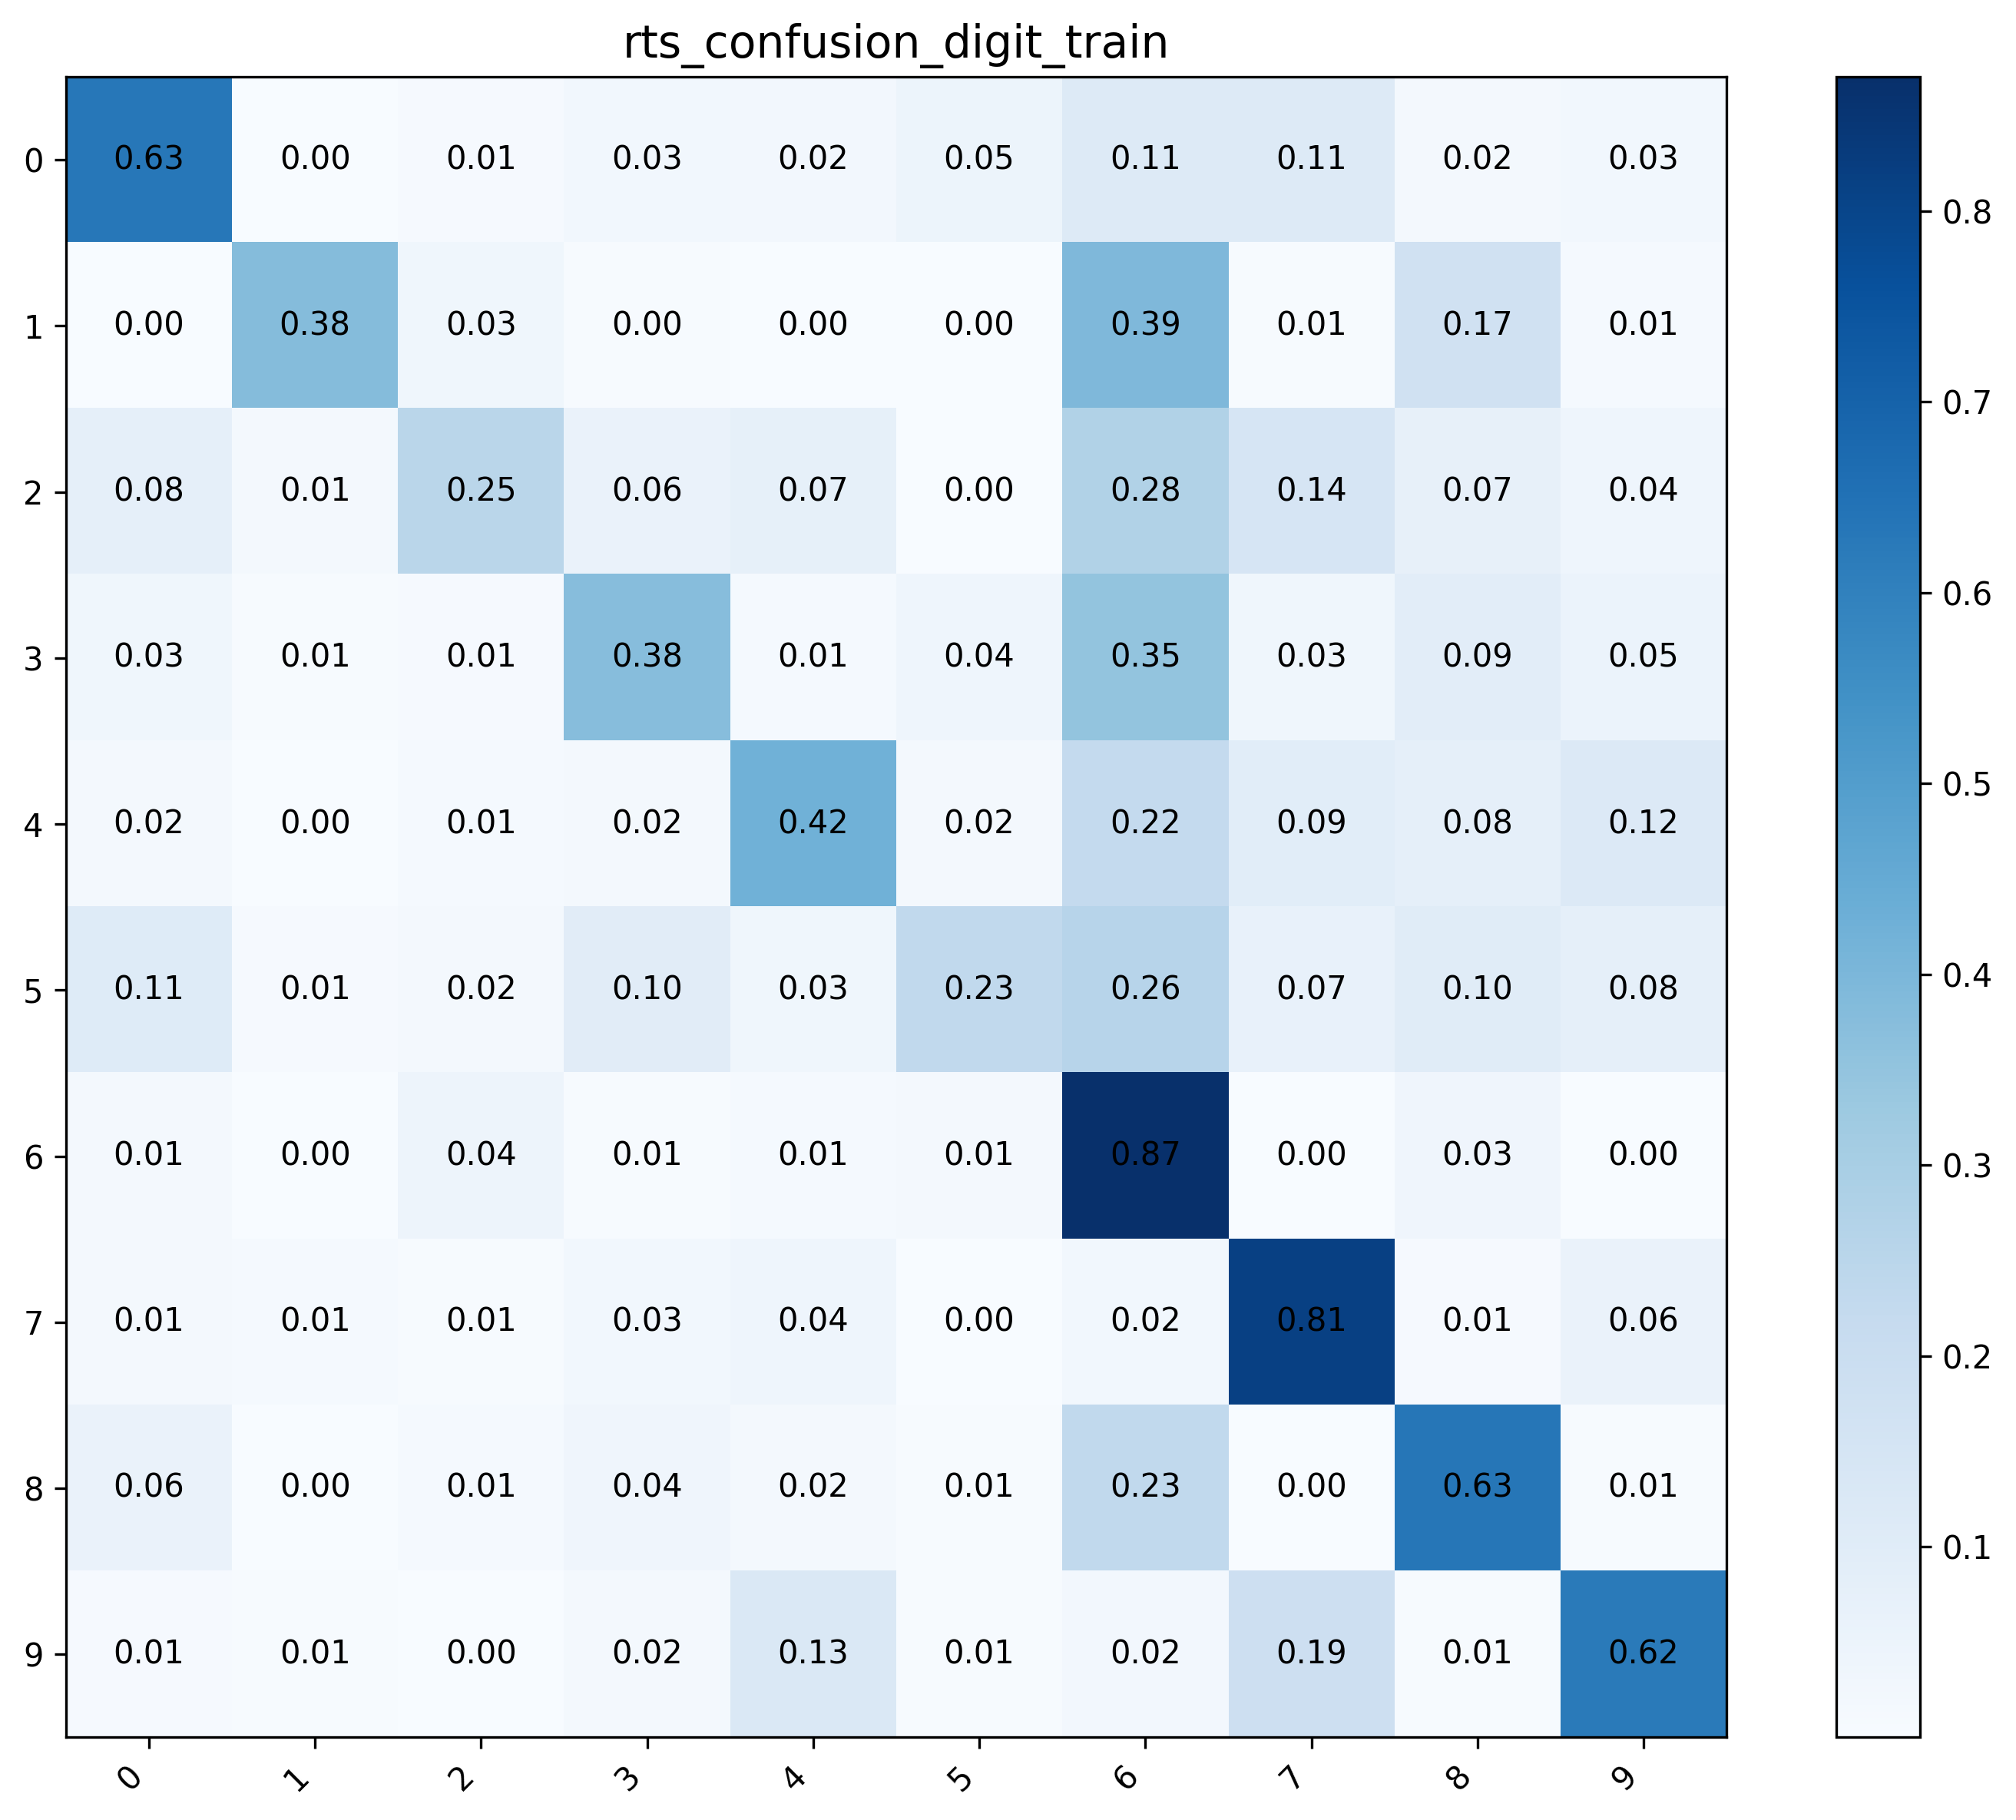 rts_confusion_digit_train
0 0.63 0.00 0.01 0.03 0.02 0.05 0.11 0.11 0.02 0.03
1 0.00 0.38 0.03 0.00 0.00 0.00 0.39 0.01 0.17 0.01
2 0.08 0.01 0.25 0.06 0.07 0.00 0.28 0.14 0.07 0.04
3 0.03 0.01 0.01 0.38 0.01 0.04 0.35 0.03 0.09 0.05
4 0.02 0.00 0.01 0.02 0.42 0.02 0.22 0.09 0.08 0.12
5 0.11 0.01 0.02 0.10 0.03 0.23 0.26 0.07 0.10 0.08
6 0.01 0.00 0.04 0.01 0.01 0.01 0.87 0.00 0.03 0.00
7 0.01 0.01 0.01 0.03 0.04 0.00 0.02 0.81 0.01 0.06
8 0.06 0.00 0.01 0.04 0.02 0.01 0.23 0.00 0.63 0.01
9 0.01 0.01 0.00 0.02 0.13 0.01 0.02 0.19 0.01 0.62
0 1 2 3 4 5 6 7 8 9
0.8
0.7
0.6
0.5
0.4
0.3
0.2
0.1